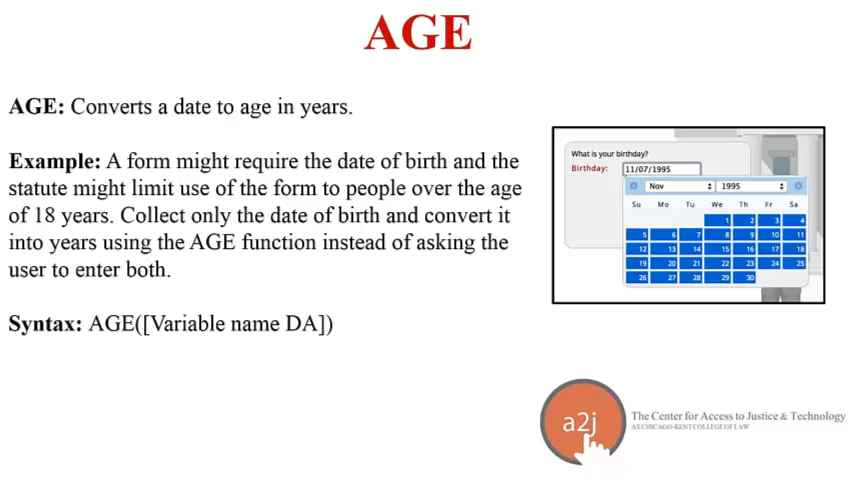 AGE
AGE: Converts a date to age in years.
Example: A form might require the date of birth and the
statute might limit use of the form to people over the age
of 18 years. Collect only the date of birth and convert it
into years using the AGE function instead of asking the
user to enter both.
Syntax: AGE([Variable name DA])
What is your birthday?
Birthday: 11/07/1995
Nov 1995
Su Mo Tu We Th Fr Sa
1 2 3 4
5 6 7 8 9 10 11
12 13 14 15 16 17 18
19 20 21 22 23 24 25
26 27 28 29 30
a2j
The Center for Access to Justice & Technology
AT CHICAGO-KENT COLLEGE OF LAW